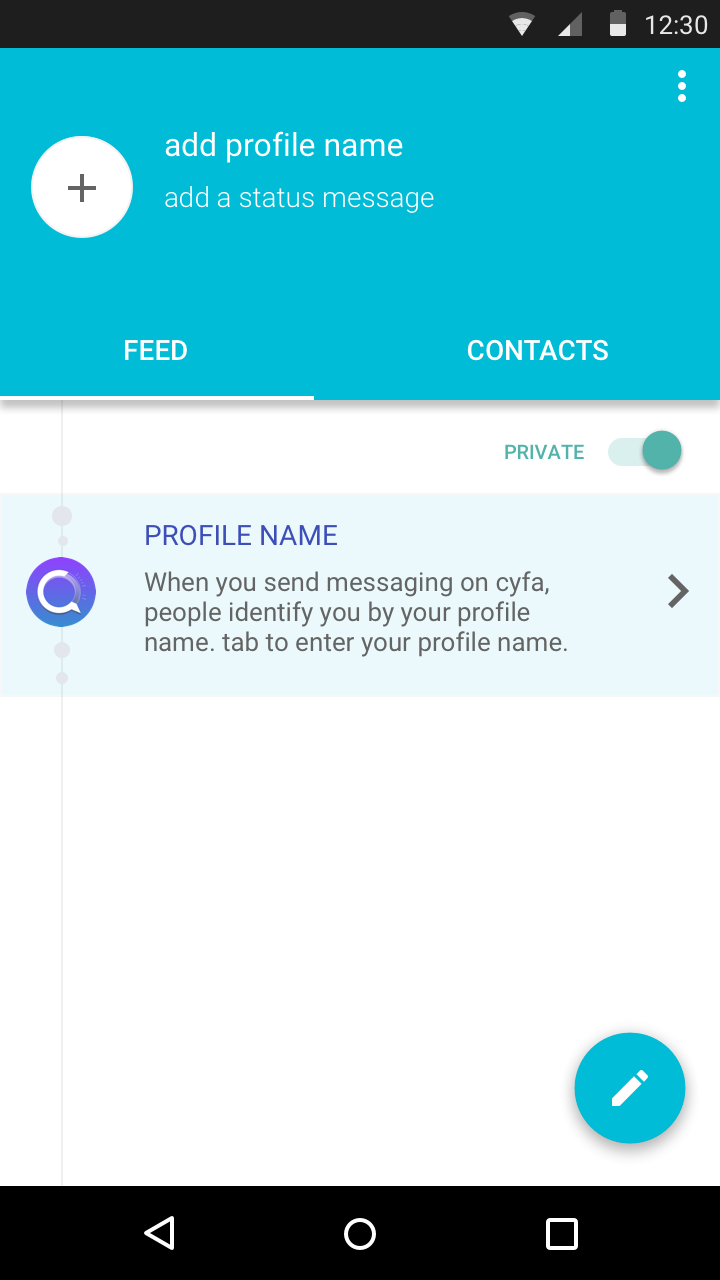 12:30
add profile name
add a status message
FEED
CONTACTS
PRIVATE
PROFILE NAME
When you send messaging on cyfa,
people identify you by your profile
name. tab to enter your profile name.